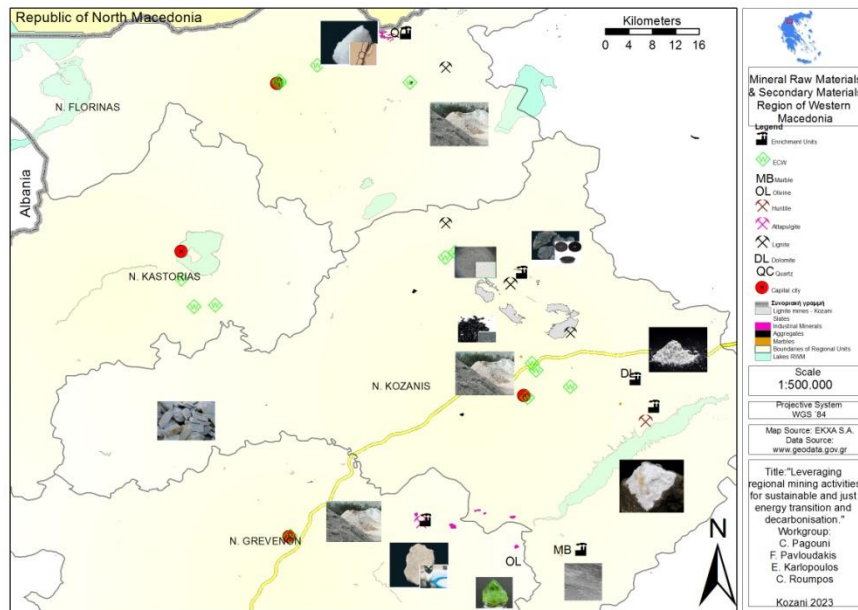 Republic of North Macedonia
Kilometers
0 4 8 12 16
QC
N. FLORINAS
Albania
N. KASTORIAS
N. KOZANIS
DL
N. GREVENON
OL
MB
N
Mineral Raw Materials
& Secondary Materials
Region of Western
Macedonia
Legend
Enrichment Units
ECW
MB Marble
OL Olivine
Huntite
Attapulgite
Lignite
DL Dolomite
QC Quartz
Capital city
Συνοριακή γραμμή
Lignite mines - Kozani
Slates
Industrial Minerals
Aggregates
Marbles
Boundaries of Regional Units
Lakes RWM
Scale
1:500.000
Projective System
WGS ´84
Map Source: EKXA S.A.
Data Source:
www.geodata.gov.gr
Title:"Leveraging
regional mining activities
for sustainable and just
energy transition and
decarbonisation."
Workgroup:
C. Pagouni
F. Pavloudakis
E. Karlopoulos
C. Roumpos
Kozani 2023